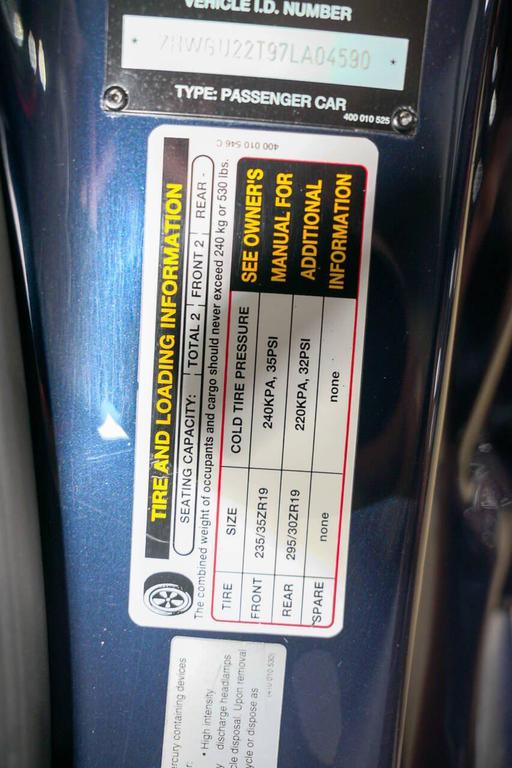 VEHICLE I.D. NUMBER
* ZHWGU22T97LA04590 *
TYPE: PASSENGER CAR
400 010 525
400 010 546 C
TIRE AND LOADING INFORMATION
SEATING CAPACITY: TOTAL 2 FRONT 2 REAR -
The combined weight of occupants and cargo should never exceed 240 kg or 530 lbs.
TIRE SIZE COLD TIRE PRESSURE
FRONT 235/35ZR19 240KPA, 35PSI
REAR 295/30ZR19 220KPA, 32PSI
SPARE none none
SEE OWNER'S
MANUAL FOR
ADDITIONAL
INFORMATION
containing devices
• High intensity
discharge headlamps
disposal. Upon removal
or dispose as